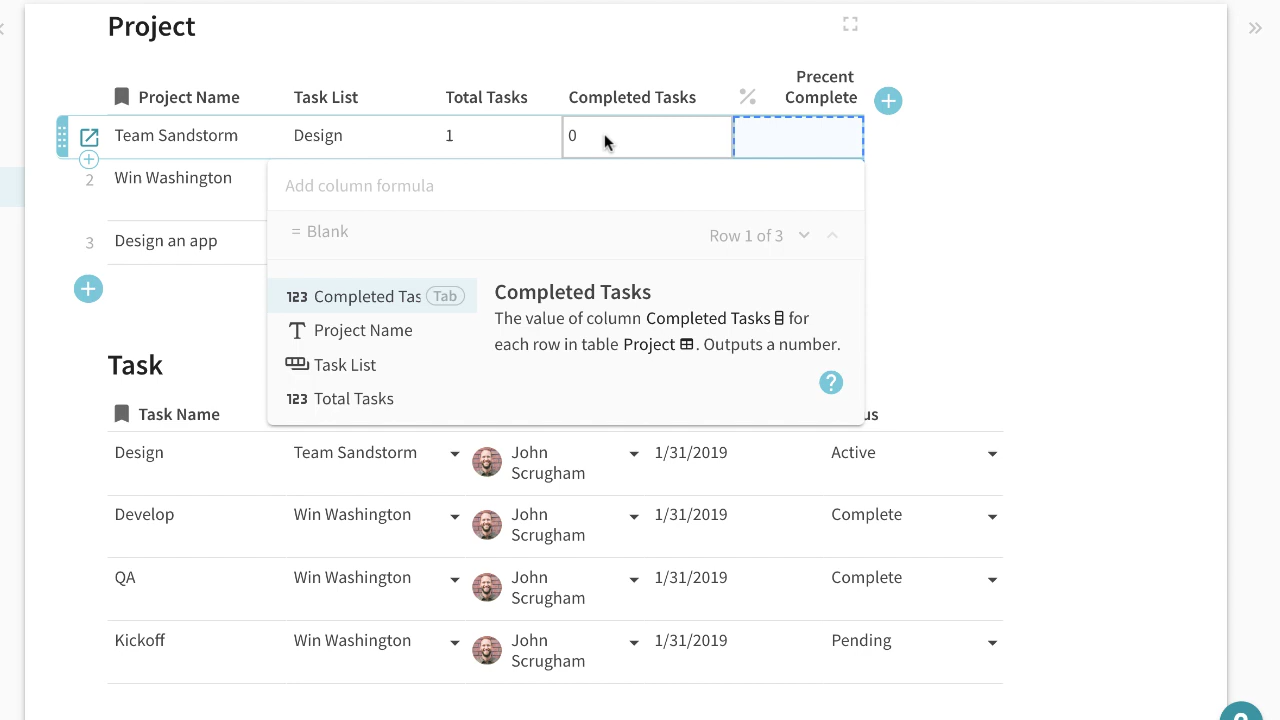 Project
Project Name
Task List
Total Tasks
Completed Tasks
%
Precent
Complete
Team Sandstorm
Design
1
0
2
Win Washington
Add column formula
= Blank
Row 1 of 3
3
Design an app
123 Completed Tas
Tab
T Project Name
Task List
123 Total Tasks
Completed Tasks
The value of column Completed Tasks for
each row in table Project . Outputs a number.
?
Task
Task Name
us
Design
Team Sandstorm
John
Scrugham
1/31/2019
Active
Develop
Win Washington
John
Scrugham
1/31/2019
Complete
QA
Win Washington
John
Scrugham
1/31/2019
Complete
Kickoff
Win Washington
John
Scrugham
1/31/2019
Pending